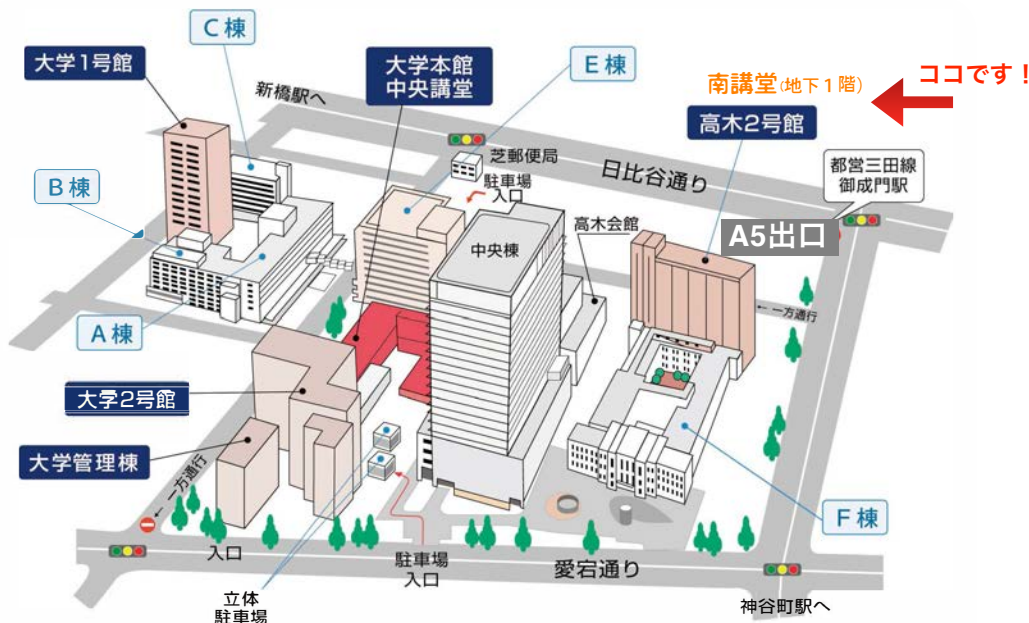 C棟
大学1号館
大学本館
中央講堂
E棟
南講堂(地下1階)
ココです！
新橋駅へ
高木2号館
芝郵便局
日比谷通り
都営三田線
御成門駅
B棟
駐車場
入口
高木会館
A5出口
中央棟
←一方通行
A棟
大学2号館
大学管理棟
←一方通行
F棟
入口
駐車場
入口
愛宕通り
立体
駐車場
神谷町駅へ